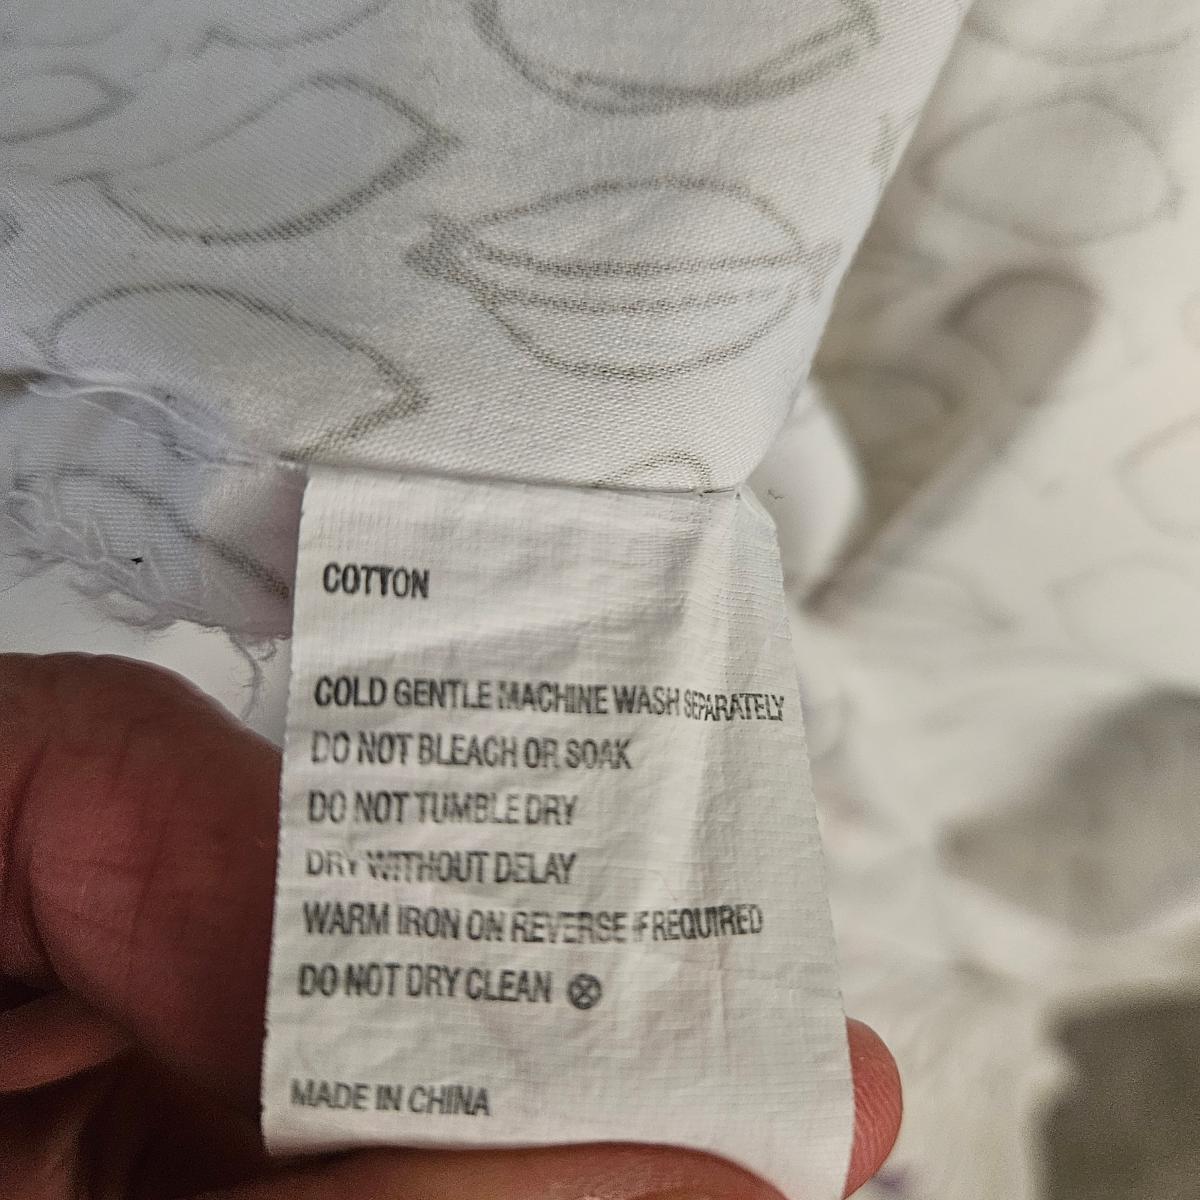 COTTON
COLD GENTLE MACHINE WASH SEPARATELY
DO NOT BLEACH OR SOAK
DO NOT TUMBLE DRY
DRY WITHOUT DELAY
WARM IRON ON REVERSE IF REQUIRED
DO NOT DRY CLEAN
MADE IN CHINA